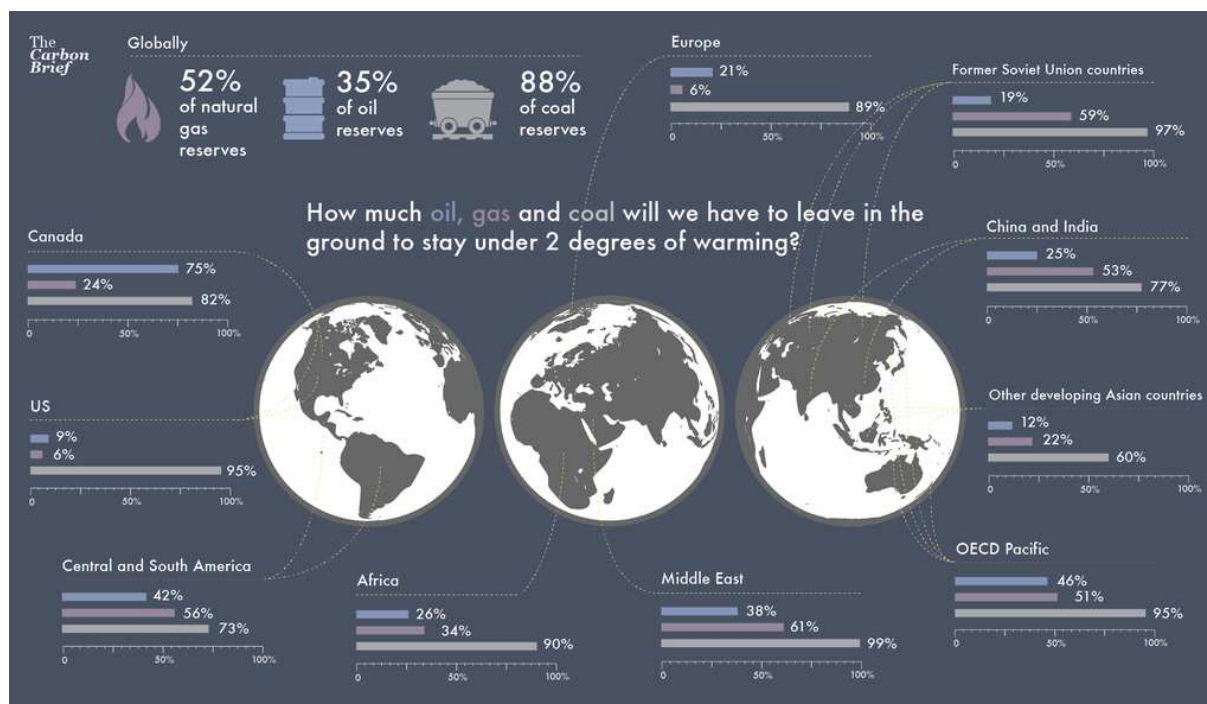 The
Carbon
Brief
Globally
52%
of natural
gas
reserves
35%
of oil
reserves
88%
of coal
reserves
Europe
21%
6%
89%
0 50% 100%
Former Soviet Union countries
19%
59%
97%
0 50% 100%
How much oil, gas and coal will we have to leave in the
ground to stay under 2 degrees of warming?
Canada
75%
24%
82%
0 50% 100%
China and India
25%
53%
77%
0 50% 100%
US
9%
6%
95%
0 50% 100%
Other developing Asian countries
12%
22%
60%
0 50% 100%
Central and South America
42%
56%
73%
0 50% 100%
Africa
26%
34%
90%
0 50% 100%
Middle East
38%
61%
99%
0 50% 100%
OECD Pacific
46%
51%
95%
0 50% 100%